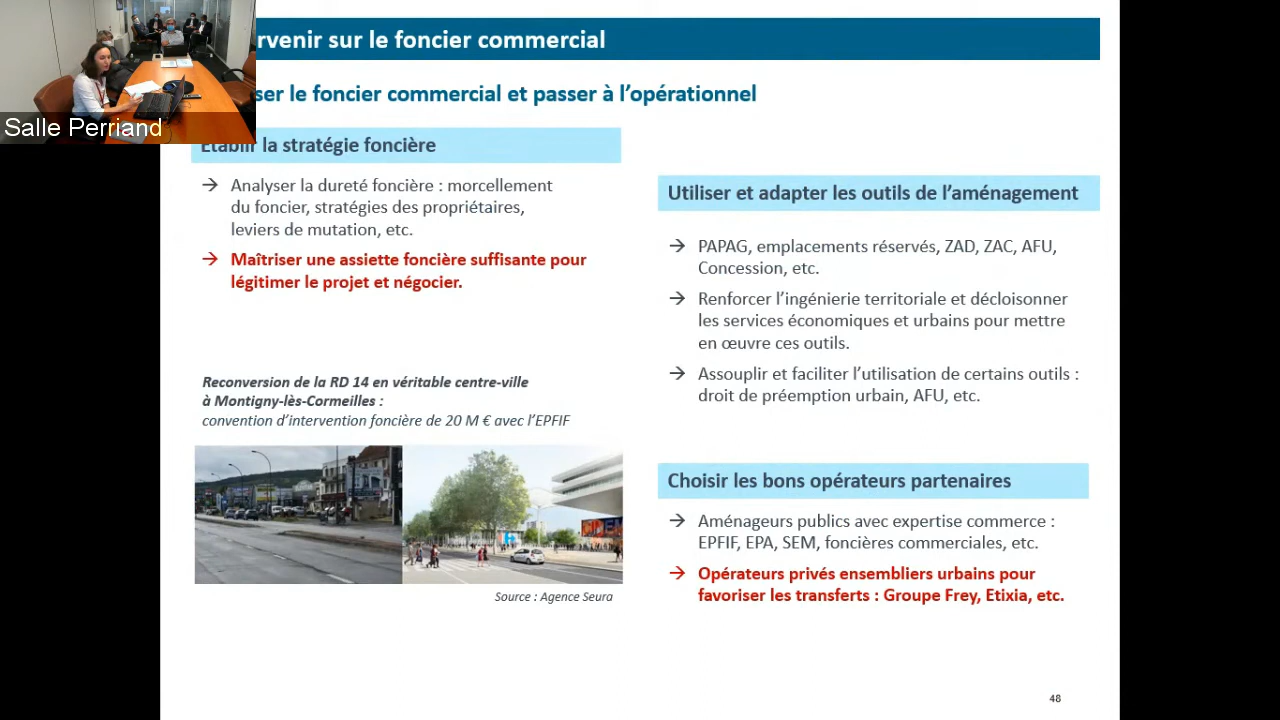 Salle Perriand
rvenir sur le foncier commercial
ser le foncier commercial et passer à l’opérationnel
Établir la stratégie foncière
→ Analyser la dureté foncière : morcellement
du foncier, stratégies des propriétaires,
leviers de mutation, etc.
→ Maîtriser une assiette foncière suffisante pour
légitimer le projet et négocier.
Reconversion de la RD 14 en véritable centre-ville
à Montigny-lès-Cormeilles :
convention d’intervention foncière de 20 M € avec l’EPFIF
Source : Agence Seura
Utiliser et adapter les outils de l’aménagement
→ PAPAG, emplacements réservés, ZAD, ZAC, AFU,
Concession, etc.
→ Renforcer l’ingénierie territoriale et décloisonner
les services économiques et urbains pour mettre
en œuvre ces outils.
→ Assouplir et faciliter l’utilisation de certains outils :
droit de préemption urbain, AFU, etc.
Choisir les bons opérateurs partenaires
→ Aménageurs publics avec expertise commerce :
EPFIF, EPA, SEM, foncières commerciales, etc.
→ Opérateurs privés ensembliers urbains pour
favoriser les transferts : Groupe Frey, Etixia, etc.
48